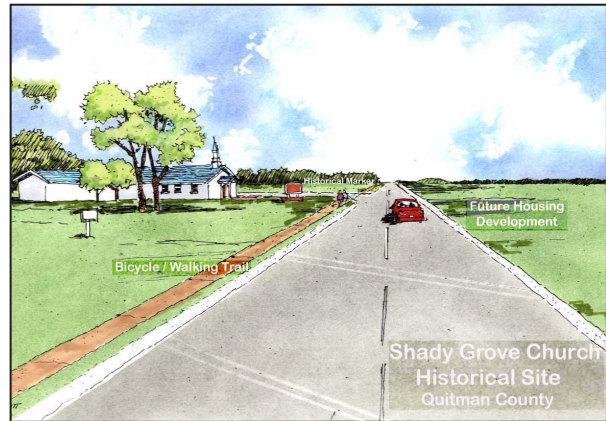 Historical Marker
Future Housing
Development
Bicycle / Walking Trail
Shady Grove Church
Historical Site
Quitman County